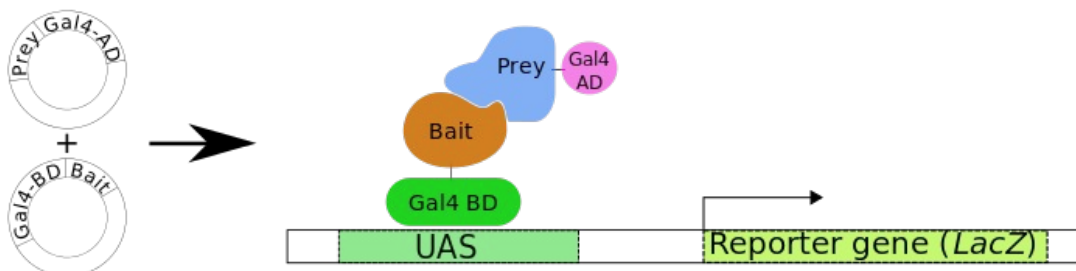 Prey Gal4-AD
+
Gal4-BD Bait
Prey
Gal4
AD
Bait
Gal4 BD
UAS
Reporter gene (LacZ)